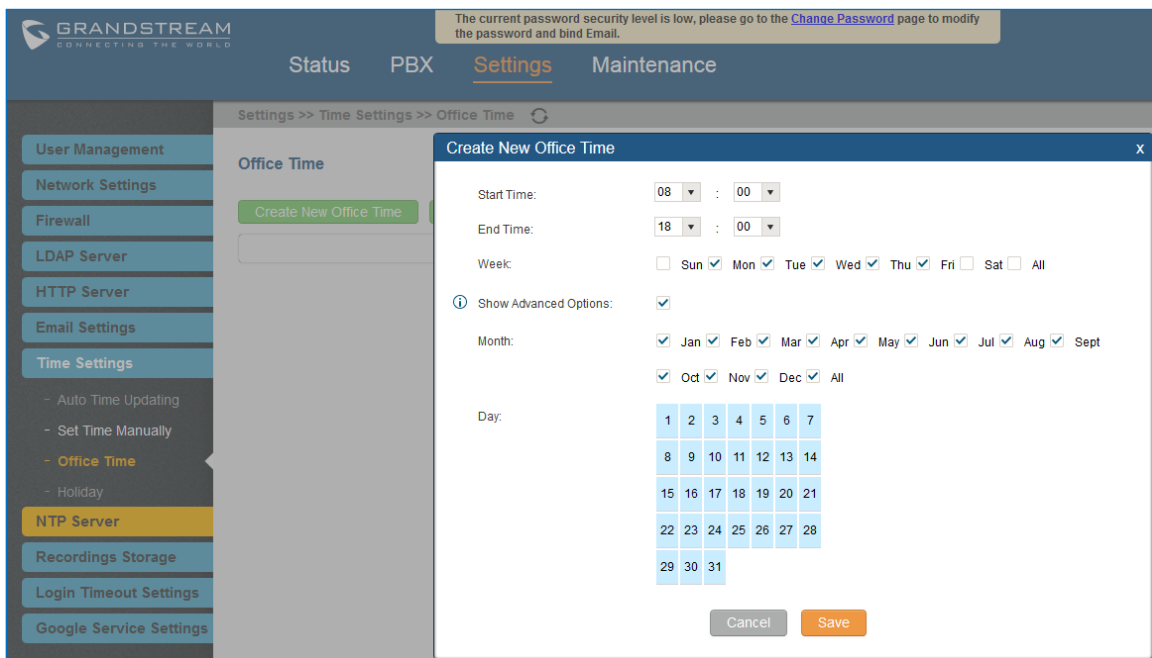 GRANDSTREAM
CONNECTING THE WORLD
The current password security level is low, please go to the Change Password page to modify
the password and bind Email.
Status PBX Settings Maintenance
Settings >> Time Settings >> Office Time
User Management
Network Settings
Firewall
LDAP Server
HTTP Server
Email Settings
Time Settings
- Auto Time Updating
- Set Time Manually
- Office Time
- Holiday
NTP Server
Recordings Storage
Login Timeout Settings
Google Service Settings
Office Time
Create New Office Time
Create New Office Time x
Start Time: 08 : 00
End Time: 18 : 00
Week: Sun Mon Tue Wed Thu Fri Sat All
Show Advanced Options:
Month: Jan Feb Mar Apr May Jun Jul Aug Sept
Oct Nov Dec All
Day: 1 2 3 4 5 6 7
8 9 10 11 12 13 14
15 16 17 18 19 20 21
22 23 24 25 26 27 28
29 30 31
Cancel Save